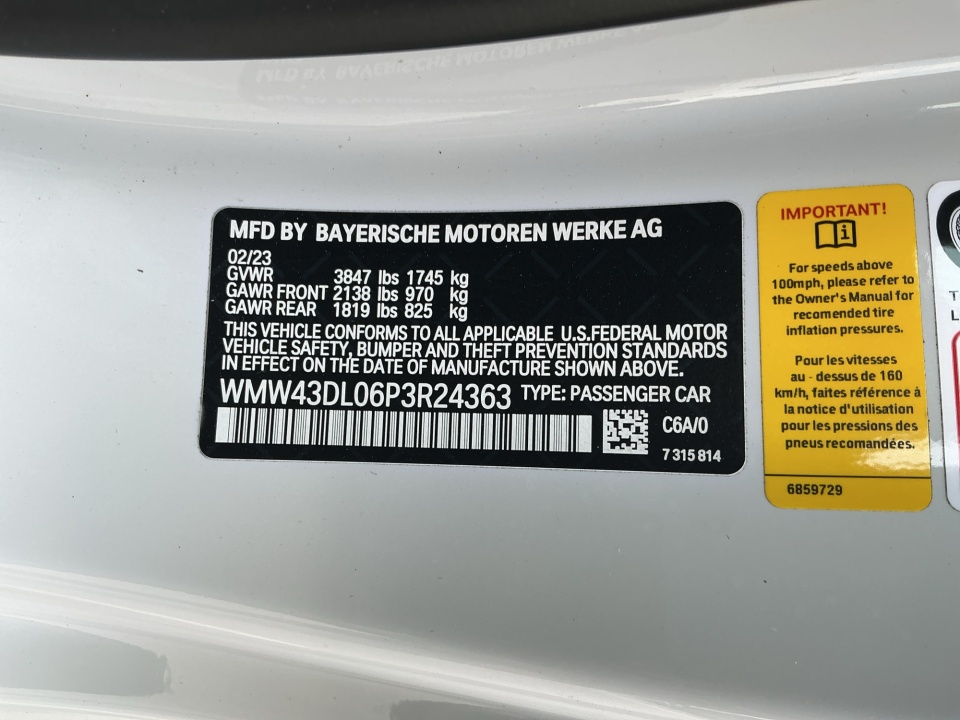 MFD BY BAYERISCHE MOTOREN WERKE AG
02/23
GVWR 3847 lbs 1745 kg
GAWR FRONT 2138 lbs 970 kg
GAWR REAR 1819 lbs 825 kg
THIS VEHICLE CONFORMS TO ALL APPLICABLE U.S.FEDERAL MOTOR
VEHICLE SAFETY, BUMPER AND THEFT PREVENTION STANDARDS
IN EFFECT ON THE DATE OF MANUFACTURE SHOWN ABOVE.
WMW43DL06P3R24363 TYPE: PASSENGER CAR
C6A/0
7 315 814
IMPORTANT!
For speeds above
100mph, please refer to
the Owner's Manual for
recomended tire
inflation pressures.
Pour les vitesses
au - dessus de 160
km/h, faites référence à
la notice d'utilisation
pour les pressions des
pneus recomandées.
6859729
T
L